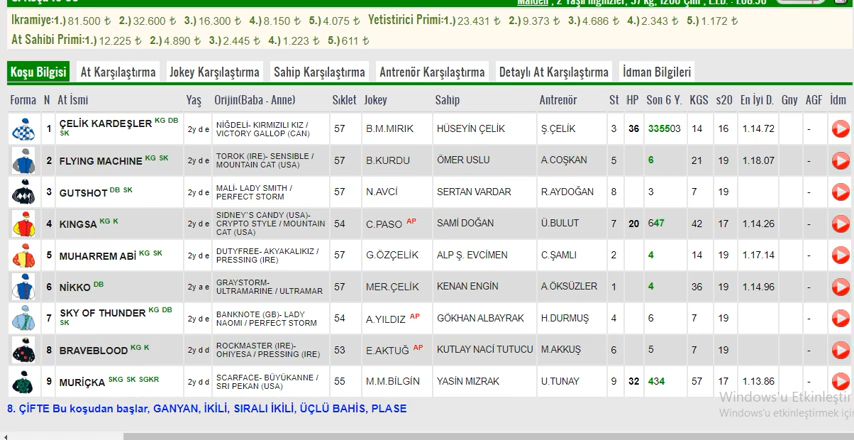 İkramiye:1.) 81.500 ₺ 2.) 32.600 ₺ 3.) 16.300 ₺ 4.) 8.150 ₺ 5.) 4.075 ₺ Yetistirici Primi:1.) 23.431 ₺ 2.) 9.373 ₺ 3.) 4.686 ₺ 4.) 2.343 ₺ 5.) 1.172 ₺
At Sahibi Primi:1.) 12.225 ₺ 2.) 4.890 ₺ 3.) 2.445 ₺ 4.) 1.223 ₺ 5.) 611 ₺
Koşu Bilgisi At Karşılaştırma Jokey Karşılaştırma Sahip Karşılaştırma Antrenör Karşılaştırma Detaylı At Karşılaştırma İdman Bilgileri
Forma N At İsmi Yaş Orijin(Baba - Anne) Sıklet Jokey Sahip Antrenör St HP Son 6 Y. KGS s20 En İyi D. Gny AGF İdm
1 ÇELİK KARDEŞLER KG DB SK 2y d e NİĞDELİ- KIRMIZILI KIZ / VICTORY GALLOP (CAN) 57 B.M.MIRIK HÜSEYİN ÇELİK Ş.ÇELİK 3 36 335503 14 16 1.14.72 -
2 FLYING MACHINE KG SK 2y d e TOROK (IRE)- SENSIBLE / MOUNTAIN CAT (USA) 57 B.KURDU ÖMER USLU A.COŞKAN 5 6 21 19 1.18.07 -
3 GUTSHOT DB SK 2y d e MALI- LADY SMITH / PERFECT STORM 57 N.AVCİ SERTAN VARDAR R.AYDOĞAN 8 3 7 19 -
4 KINGSA KG K 2y d e SIDNEY'S CANDY (USA)- CRYPTO STYLE / MOUNTAIN CAT (USA) 54 C.PASO AP SAMİ DOĞAN Ü.BULUT 7 20 647 42 17 1.14.26 -
5 MUHARREM ABİ KG SK 2y d e DUTYFREE- AKYAKALIKIZ / PRESSING (IRE) 57 G.ÖZÇELİK ALP Ş. EVCİMEN C.ŞAMLI 2 4 14 19 1.17.14 -
6 NİKKO DB 2y a e GRAYSTORM- ULTRAMARINE / ULTRAMAR 57 MER.ÇELİK KENAN ENGİN A.ÖKSÜZLER 1 4 36 19 1.14.96 -
7 SKY OF THUNDER KG DB SK 2y d d BANKNOTE (GB)- LADY NAOMI / PERFECT STORM 54 A.YILDIZ AP GÖKHAN ALBAYRAK H.DURMUŞ 4 6 7 19 -
8 BRAVEBLOOD KG K 2y d d ROCKMASTER (IRE)- OHIYESA / PRESSING (IRE) 53 E.AKTUĞ AP KUTLAY NACİ TUTUCU M.AKKUŞ 6 5 7 19 -
9 MURİÇKA SKG SK SGKR 2y d d SCARFACE- BÜYÜKANNE / SRI PEKAN (USA) 55 M.M.BİLGİN YASİN MIZRAK U.TUNAY 9 32 434 57 17 1.13.86 -
8. ÇİFTE Bu koşudan başlar, GANYAN, İKİLİ, SIRALI İKİLİ, ÜÇLÜ BAHİS, PLASE
Windows'u Etkinleştir
Windows'u etkinleştirmek için